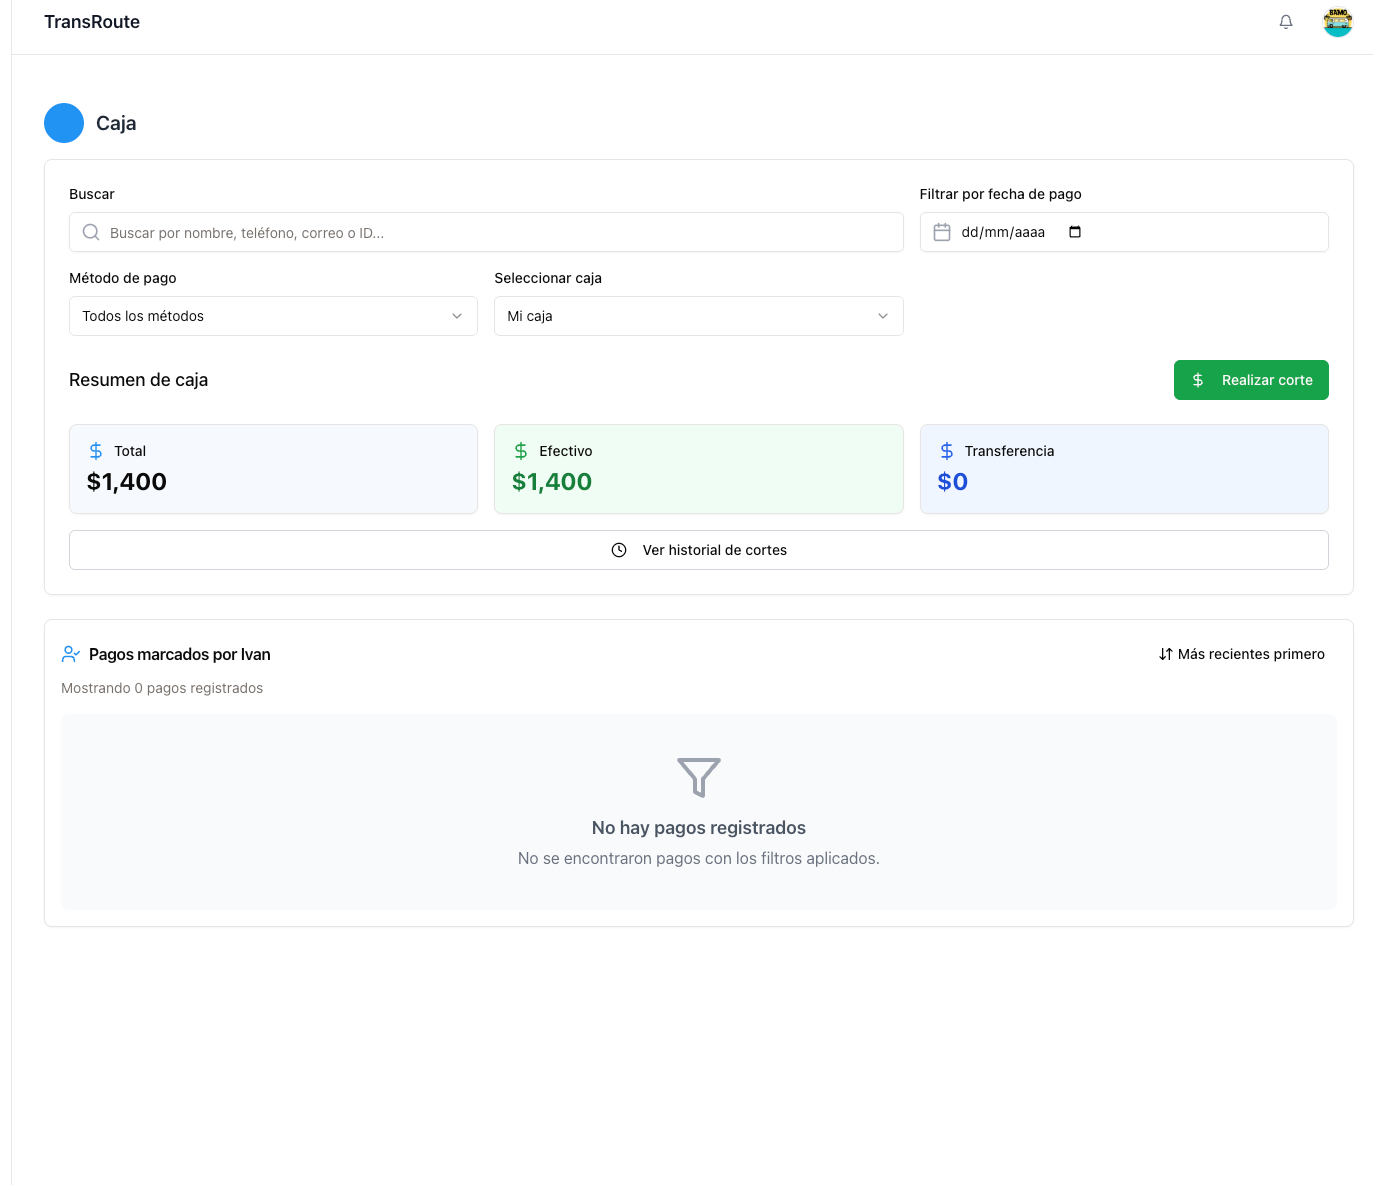 TransRoute
BAMO
Caja
Buscar
Filtrar por fecha de pago
Buscar por nombre, teléfono, correo o ID...
dd/mm/aaaa
Método de pago
Seleccionar caja
Todos los métodos
Mi caja
Resumen de caja
$ Realizar corte
$ Total
$1,400
$ Efectivo
$1,400
$ Transferencia
$0
Ver historial de cortes
Pagos marcados por Ivan
Más recientes primero
Mostrando 0 pagos registrados
No hay pagos registrados
No se encontraron pagos con los filtros aplicados.